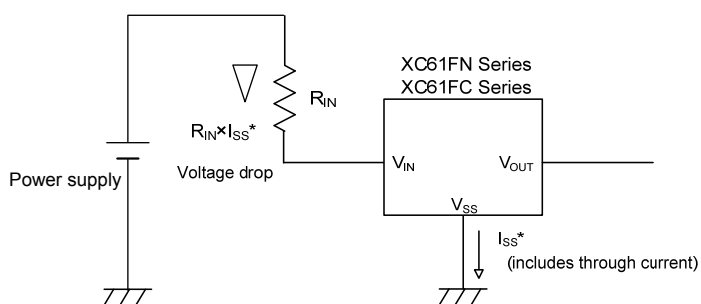 XC61FN Series
XC61FC Series
RIN
RIN×ISS*
Voltage drop
Power supply
VIN
VOUT
VSS
ISS*
(includes through current)